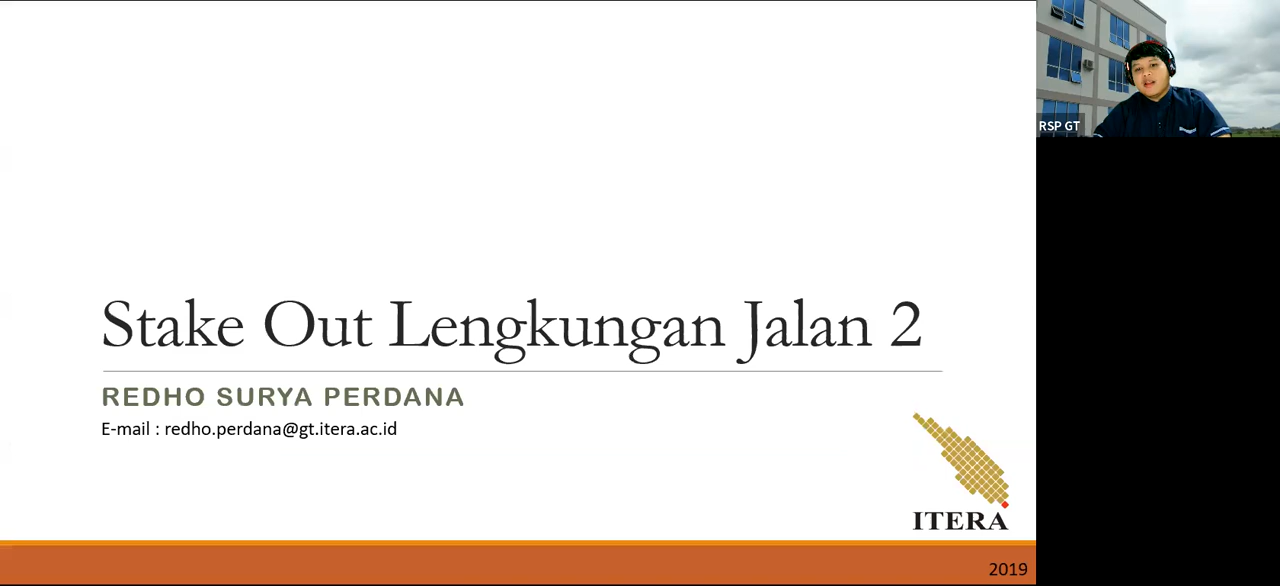 RSP GT
Stake Out Lengkungan Jalan 2
REDHO SURYA PERDANA
E-mail : redho.perdana@gt.itera.ac.id
ITERA
2019